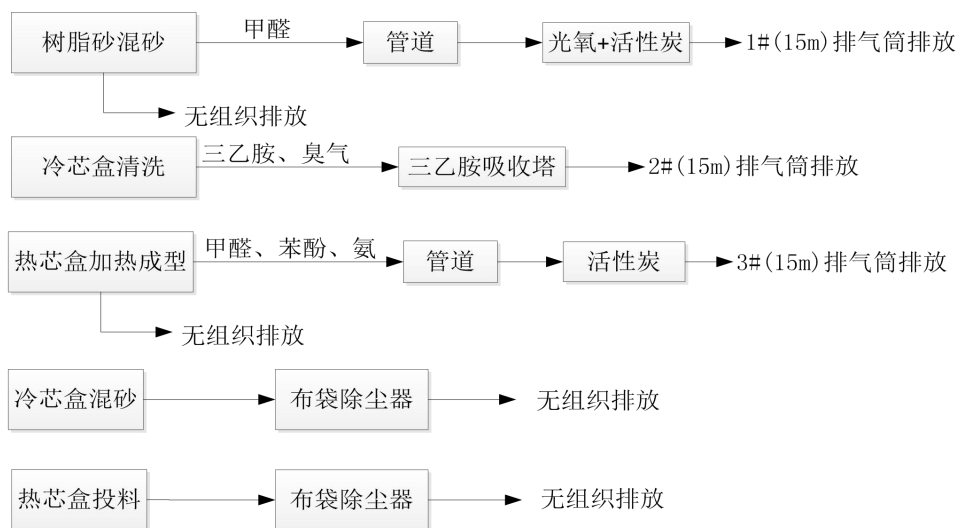 树脂砂混砂
甲醛
管道
光氧+活性炭
1#(15m)排气筒排放
无组织排放
冷芯盒清洗
三乙胺、臭气
三乙胺吸收塔
2#(15m)排气筒排放
热芯盒加热成型
甲醛、苯酚、氨
管道
活性炭
3#(15m)排气筒排放
无组织排放
冷芯盒混砂
布袋除尘器
无组织排放
热芯盒投料
布袋除尘器
无组织排放